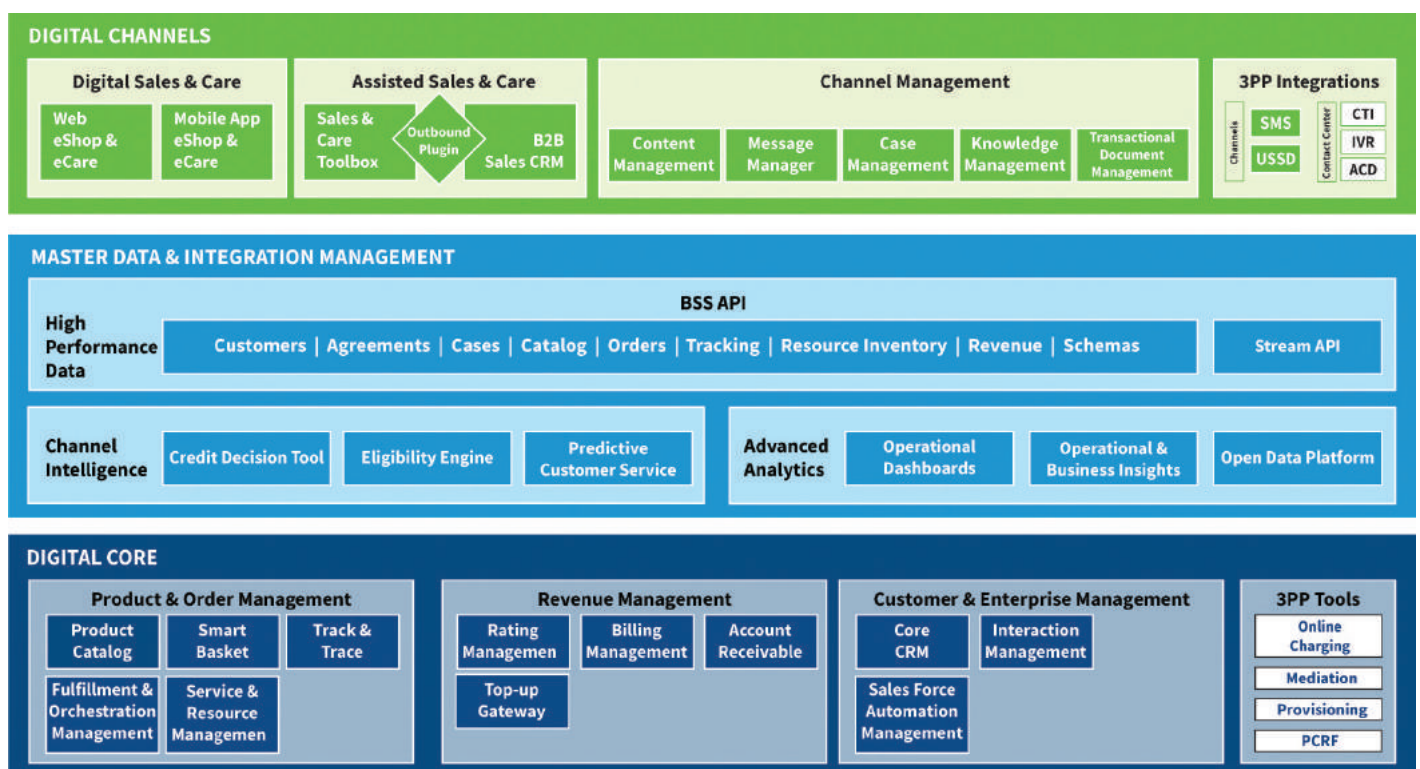 DIGITAL CHANNELS
Digital Sales & Care
Web
eShop &
eCare
Mobile App
eShop &
eCare
Assisted Sales & Care
Sales &
Care
Toolbox
Outbound
Plugin
B2B
Sales CRM
Channel Management
Content
Management
Message
Manager
Case
Management
Knowledge
Management
Transactional
Document
Management
3PP Integrations
Channels
SMS
USSD
Contact Center
CTI
IVR
ACD
MASTER DATA & INTEGRATION MANAGEMENT
High
Performance
Data
BSS API
Customers | Agreements | Cases | Catalog | Orders | Tracking | Resource Inventory | Revenue | Schemas
Stream API
Channel
Intelligence
Credit Decision Tool
Eligibility Engine
Predictive
Customer Service
Advanced
Analytics
Operational
Dashboards
Operational &
Business Insights
Open Data Platform
DIGITAL CORE
Product & Order Management
Product
Catalog
Smart
Basket
Track &
Trace
Fulfillment &
Orchestration
Management
Service &
Resource
Managemen
Revenue Management
Rating
Managemen
Billing
Management
Account
Receivable
Top-up
Gateway
Customer & Enterprise Management
Core
CRM
Interaction
Management
Sales Force
Automation
Management
3PP Tools
Online
Charging
Mediation
Provisioning
PCRF